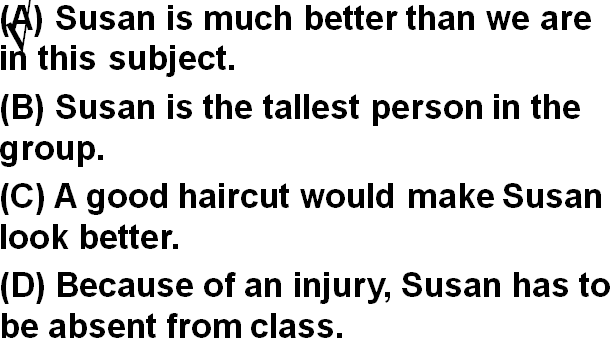 (A) Susan is much better than we are
in this subject.
(B) Susan is the tallest person in the
group.
(C) A good haircut would make Susan
look better.
(D) Because of an injury, Susan has to
be absent from class.